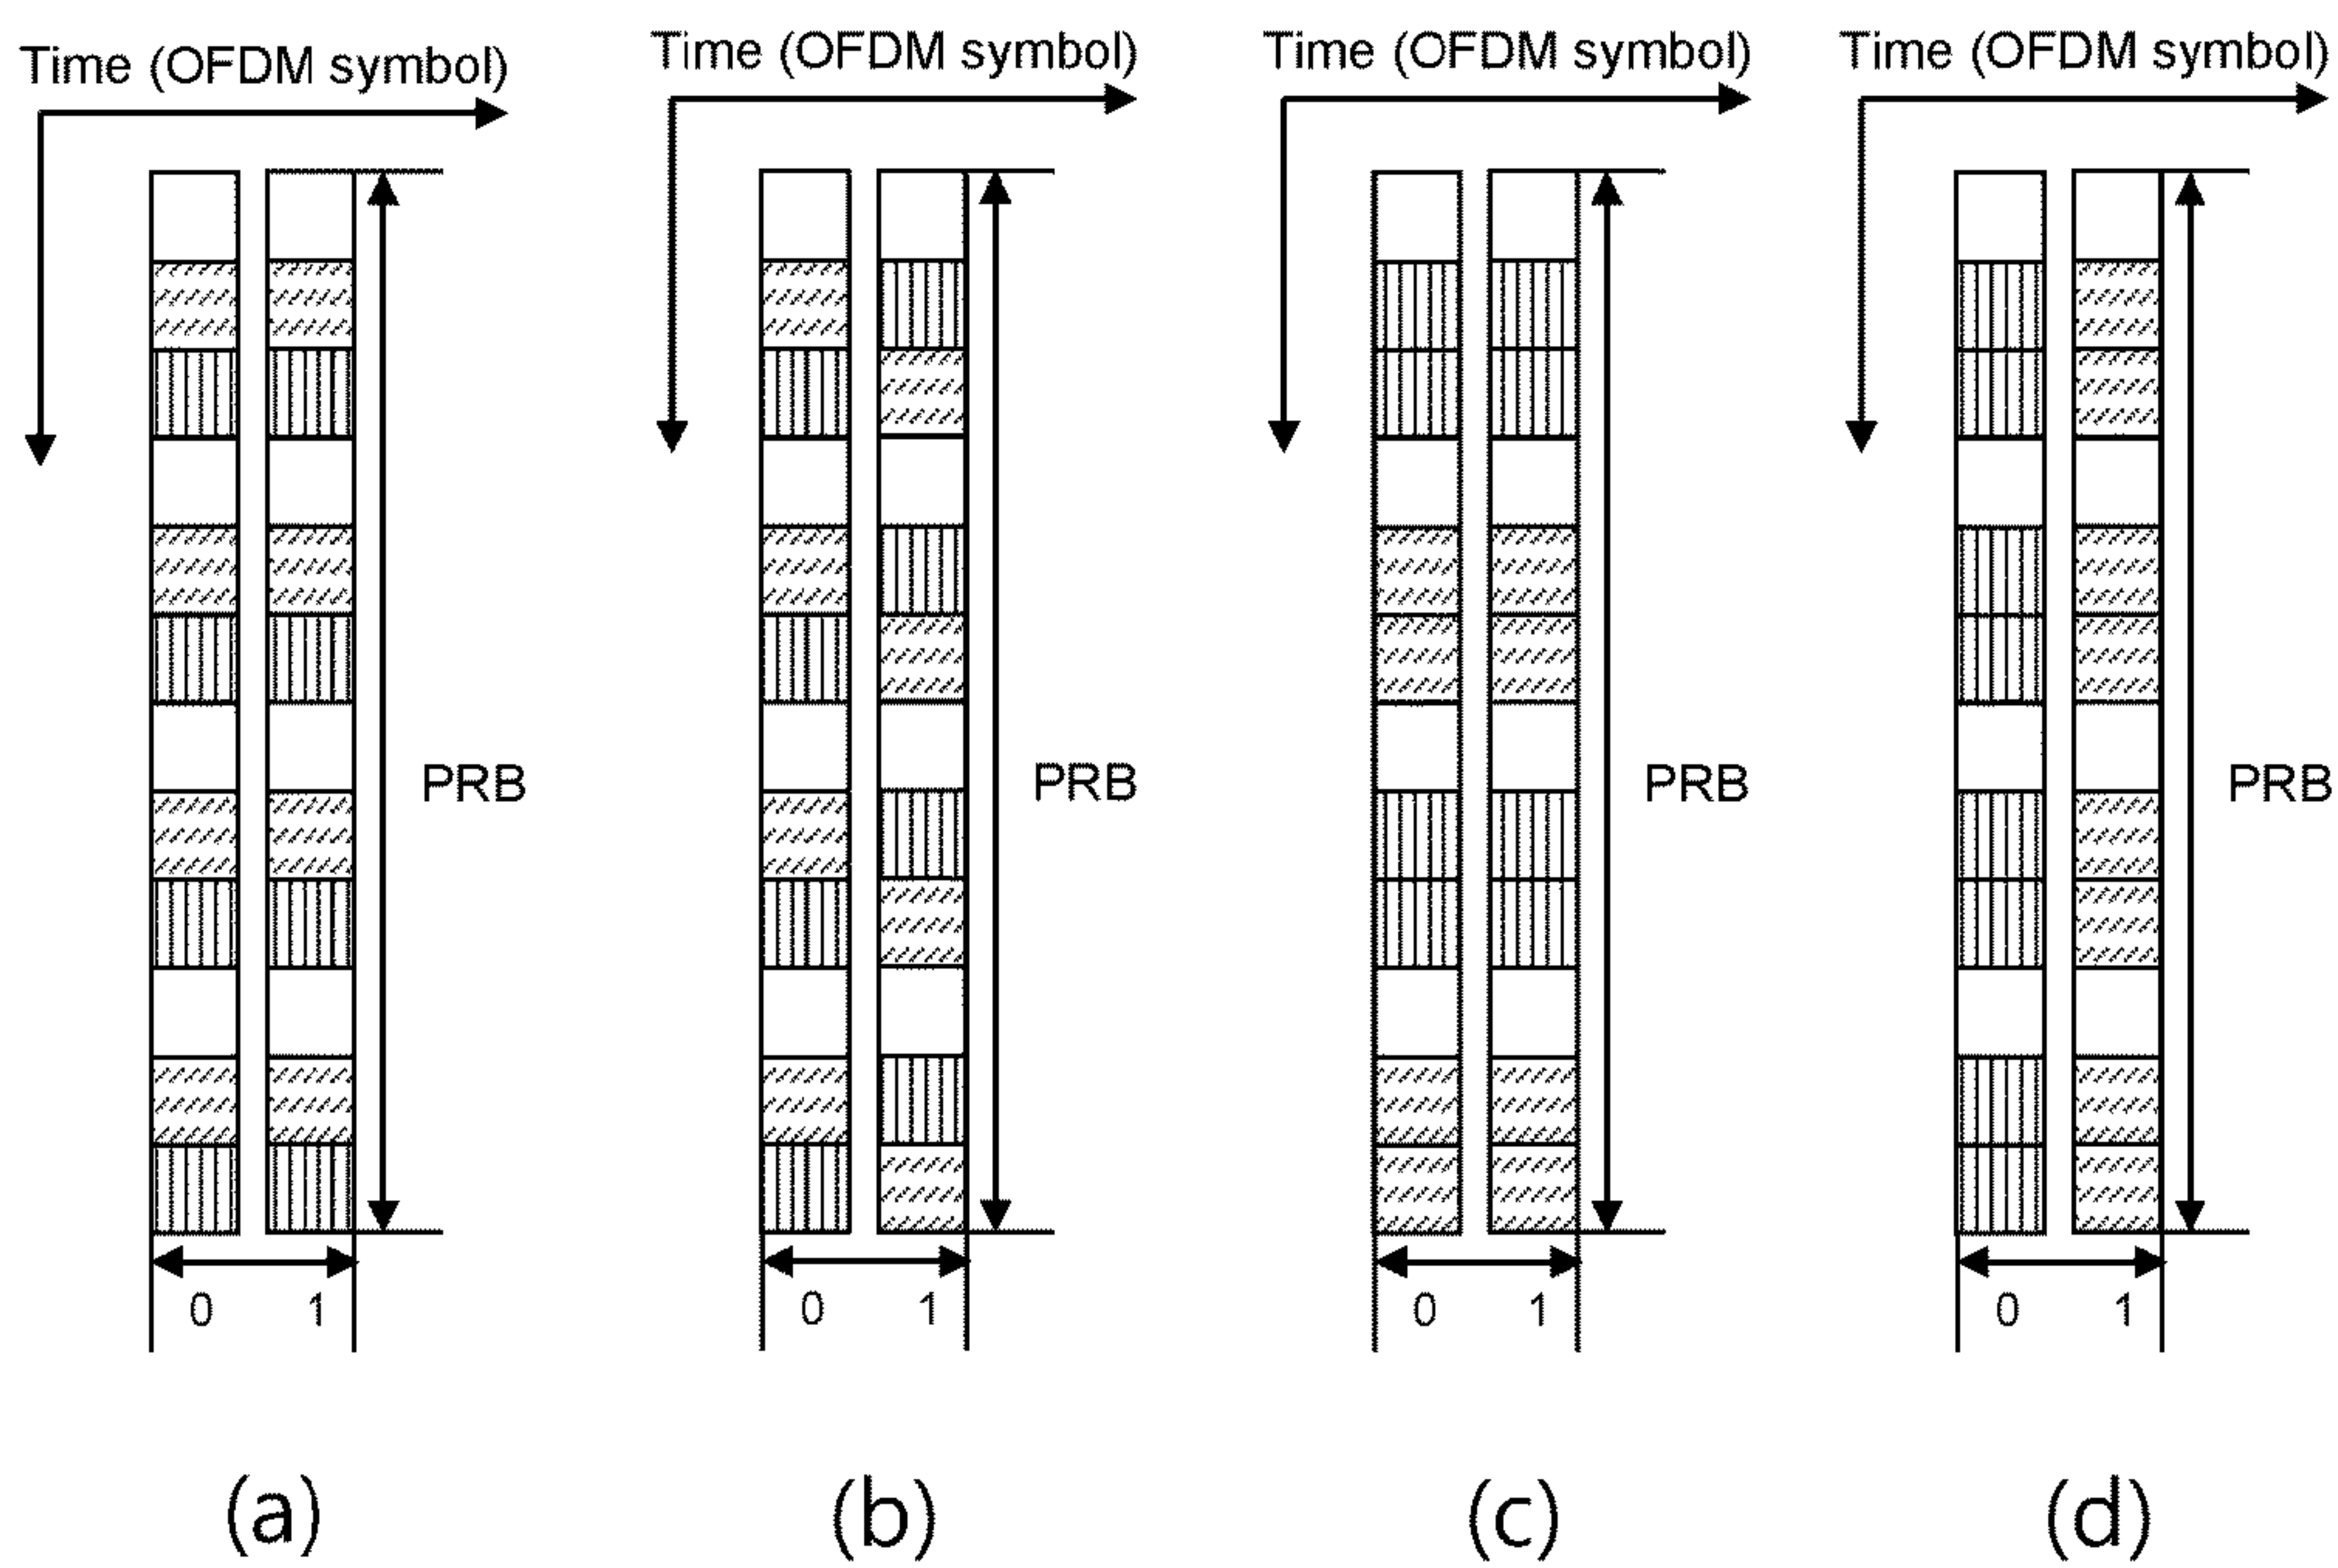 Time (OFDM symbol) Time (OFDM symbol) Time (OFDM symbol) Time (OFDM symbol)
PRB PRB PRB PRB
0 1 0 1 0 1 0 1
(a) (b) (c) (d)